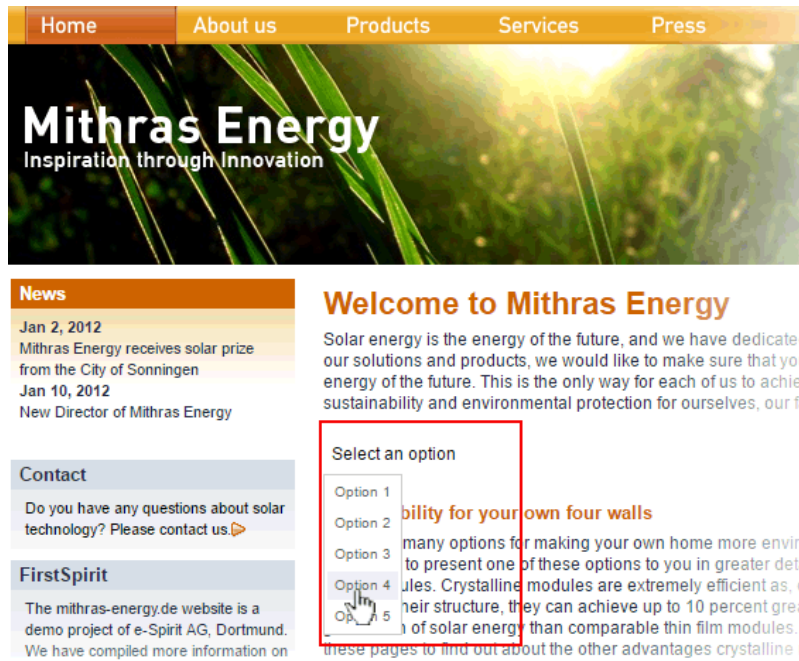 Home About us Products Services Press
Mithras Energy
Inspiration through Innovation
News
Jan 2, 2012
Mithras Energy receives solar prize
from the City of Sonningen
Jan 10, 2012
New Director of Mithras Energy
Contact
Do you have any questions about solar
technology? Please contact us.
FirstSpirit
The mithras-energy.de website is a
demo project of e-Spirit AG, Dortmund.
We have compiled more information on
Welcome to Mithras Energy
Solar energy is the energy of the future, and we have dedicate
our solutions and products, we would like to make sure that yo
energy of the future. This is the only way for each of us to achie
sustainability and environmental protection for ourselves, our f
Select an option
Option 1
Option 2
Option 3
Option 4
Option 5
bility for your own four walls
many options for making your own home more envir
to present one of these options to you in greater det
ules. Crystalline modules are extremely efficient as,
heir structure, they can achieve up to 10 percent grea
n of solar energy than comparable thin film modules.
these pages to find out about the other advantages crystalline